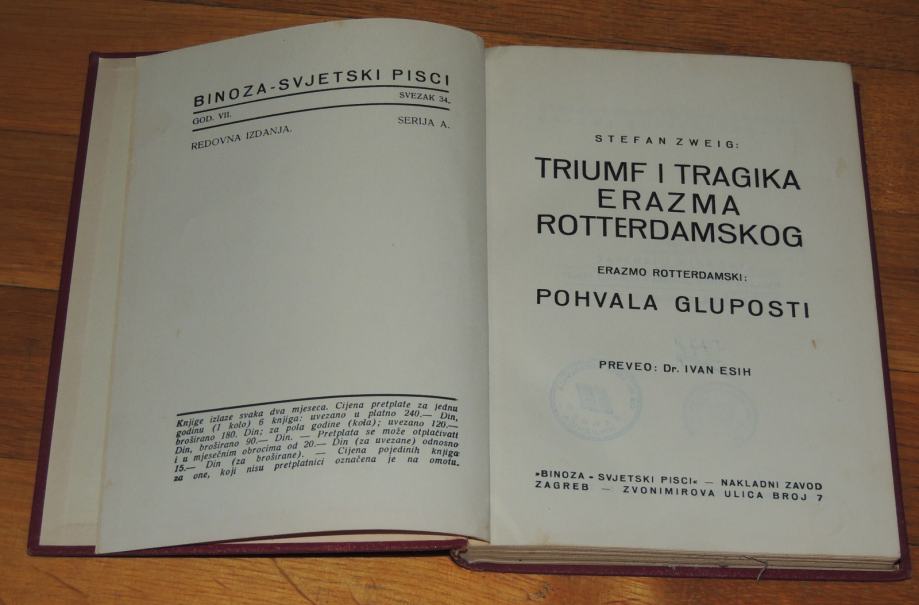 BINOZA-SVJETSKI PISCI
GOD. VII. SVEZAK 34.
REDOVNA IZDANJA. SERIJA A.
Knjige izlaze svaka dva mjeseca. Cijena pretplate za jednu
godinu (1 kolo) 6 knjiga: uvezano u platno 240.— Din,
broširano 180. Din; za pola godine (kola); uvezano 120.—
Din, broširano 90.— Din. — Pretplata se može otplaćivati
i u mjesečnim obrocima od 20.— Din (za uvezane) odnosno
15.— Din (za broširane). — Cijena pojedinih knjiga
za one, koji nisu pretplatnici označena je na omotu.
STEFAN ZWEIG:
TRIUMF I TRAGIKA
ERAZMA
ROTTERDAMSKOG
ERAZMO ROTTERDAMSKI:
POHVALA GLUPOSTI
PREVEO: Dr. IVAN ESIH
»BINOZA - SVJETSKI PISCI« — NAKLADNI ZAVOD
ZAGREB — ZVONIMIROVA ULICA BROJ 7